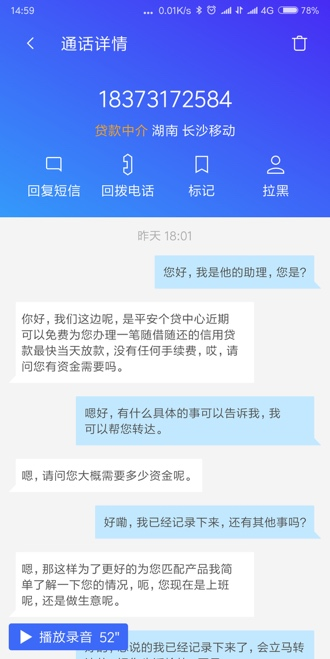 14:59
... 0.01K/s 4G 78%
通话详情
18373172584
贷款中介 湖南 长沙移动
回复短信 回拨电话 标记 拉黑
昨天 18:01
您好，我是他的助理，您是?
你好，我们这边呢，是平安个贷中心近期
可以免费为您办理一笔随借随还的信用贷
款最快当天放款，没有任何手续费，哎，请
问您有资金需要吗。
嗯好，有什么具体的事可以告诉我，我
可以帮您转达。
嗯，请问您大概需要多少资金呢。
好嘞，我已经记录下来，还有其他事吗?
嗯，那这样为了更好的为您匹配产品我简
单了解一下您的情况，呃，您现在是上班
呢，还是做生意呢。
您说的我已经记录下来了，会立马转
播放录音 52"